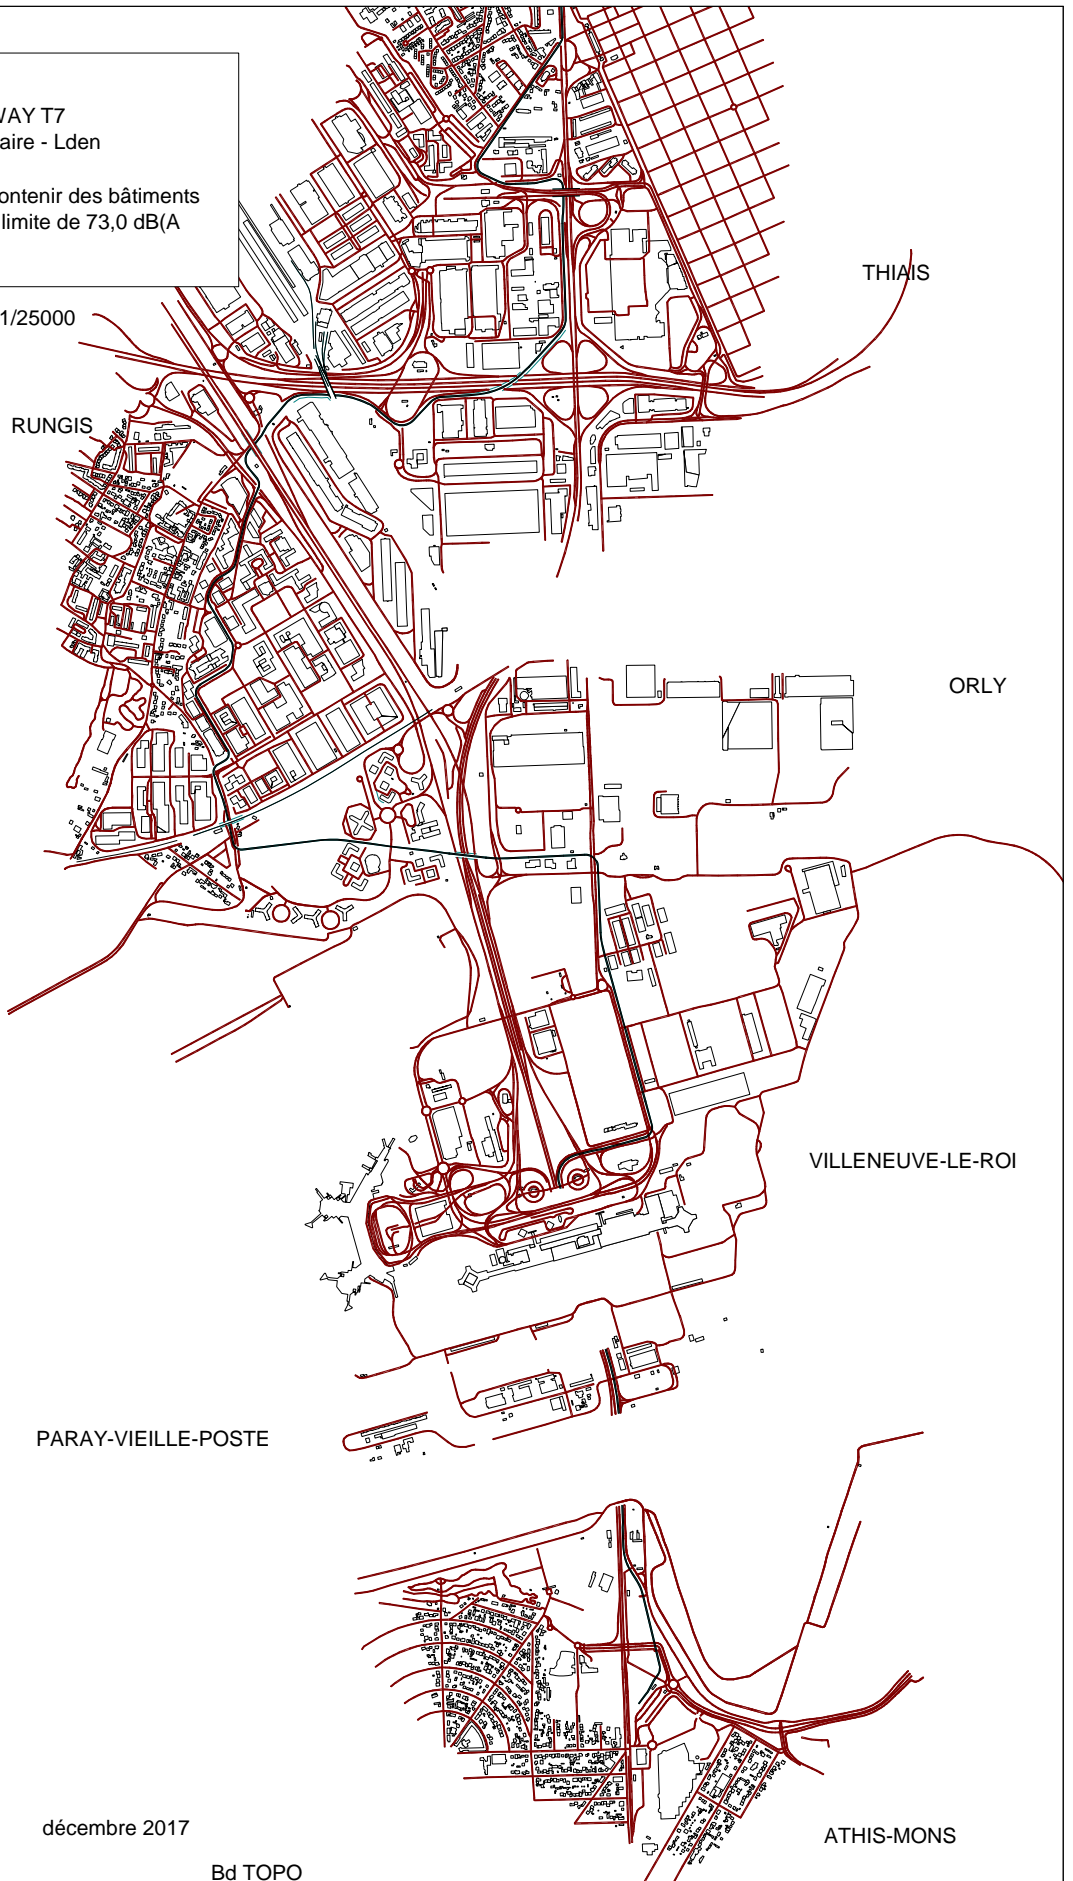 WAY T7
aire - Lden
ontenir des bâtiments
limite de 73,0 dB(A
THIAIS
1/25000
RUNGIS
ORLY
VILLENEUVE-LE-ROI
PARAY-VIEILLE-POSTE
décembre 2017
ATHIS-MONS
Bd TOPO